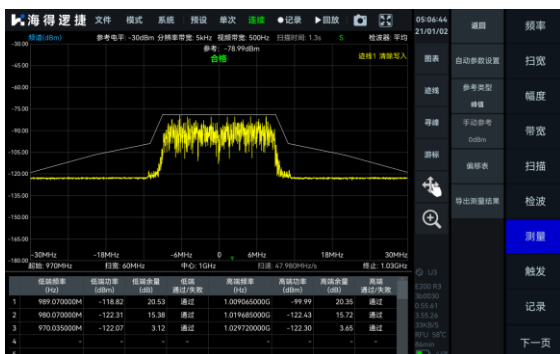 海得逻捷 文件 模式 系统 预设 单次 连续 ●记录 ▶回放
05:06:44
21/01/02
频谱(dBm) 参考电平: -30dBm 分辨率带宽: 5kHz 视频带宽: 500Hz 扫描时间: 1.3s S 检波器: 平均
参考: -78.99dBm
合格
迹线1 清除写入
-30.00
-45.00
-60.00
-75.00
-90.00
-105.00
-120.00
-135.00
-150.00
-160.00
-30MHz -18MHz -6MHz 0 6MHz 18MHz 30MHz
起始: 970MHz 扫宽: 60MHz 中心: 1GHz 扫速: 47.980MHz/s 终止: 1.03GHz
低端频率 (Hz) 低端功率 (dBm) 低端余量 (dB) 低端 通过/失败 高端频率 (Hz) 高端功率 (dBm) 高端余量 (dB) 高端 通过/失败
1 989.070000M -118.82 20.53 通过 1.009065000G -99.99 20.35 通过
2 980.070000M -122.31 15.38 通过 1.019685000G -122.43 15.72 通过
3 970.035000M -122.07 3.12 通过 1.029720000G -122.30 3.65 通过
4 - - - - - - - -
图表
迹线
寻峰
游标
U3
E200 R3
33KB/S
RFU 58°C
86min
返回
自动参数设置
参考类型
峰值
手动参考
0dBm
偏移表
导出测量结果
频率
扫宽
幅度
带宽
扫描
检波
测量
触发
记录
下一页